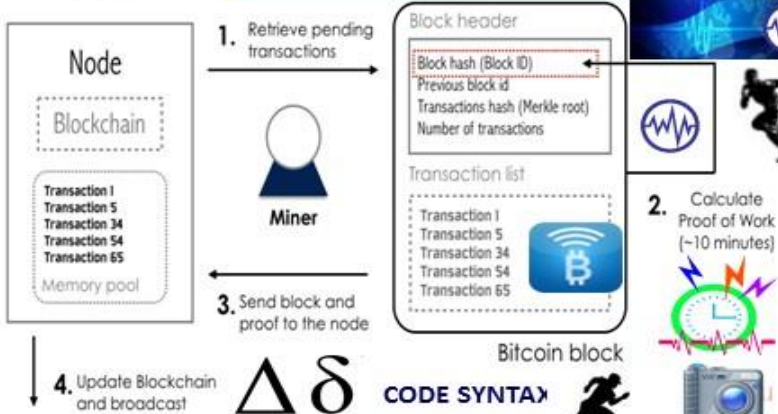 Node
Blockchain
Transaction 1
Transaction 5
Transaction 34
Transaction 54
Transaction 65
Memory pool
1. Retrieve pending
transactions
Miner
3. Send block and
proof to the node
4. Update Blockchain
and broadcast
Block header
Block hash (Block ID)
Previous block id
Transactions hash (Merkle root)
Number of transactions
Transaction list
Transaction 1
Transaction 5
Transaction 34
Transaction 54
Transaction 65
Bitcoin block
2. Calculate
Proof of Work
(~10 minutes)
Δ δ
CODE SYNTAX